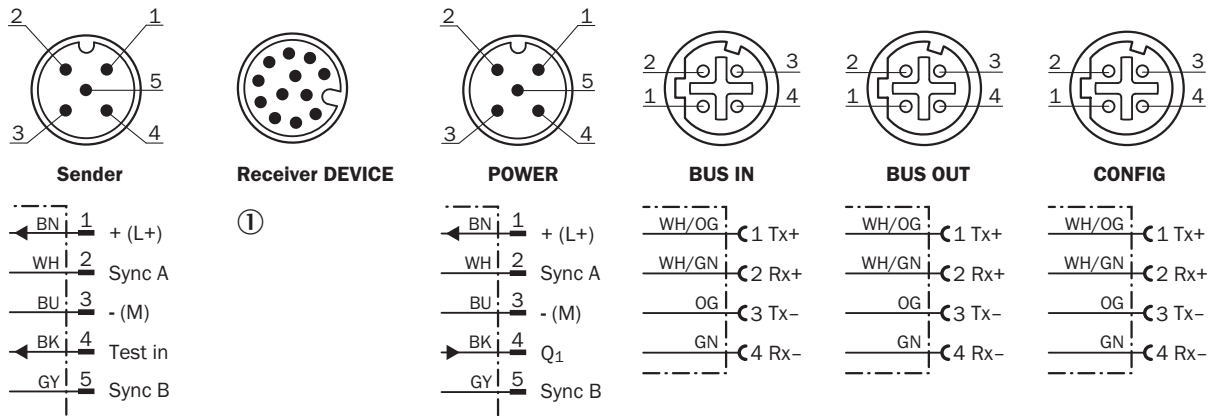 2 1
5
3 4
Sender
BN 1 + (L+)
WH 2 Sync A
BU 3 - (M)
BK 4 Test in
GY 5 Sync B
Receiver DEVICE
①
2 1
5
3 4
POWER
BN 1 + (L+)
WH 2 Sync A
BU 3 - (M)
BK 4 Q1
GY 5 Sync B
2 3
1 4
BUS IN
WH/OG 1 Tx+
WH/GN 2 Rx+
OG 3 Tx–
GN 4 Rx–
2 3
1 4
BUS OUT
WH/OG 1 Tx+
WH/GN 2 Rx+
OG 3 Tx–
GN 4 Rx–
2 3
1 4
CONFIG
WH/OG 1 Tx+
WH/GN 2 Rx+
OG 3 Tx–
GN 4 Rx–